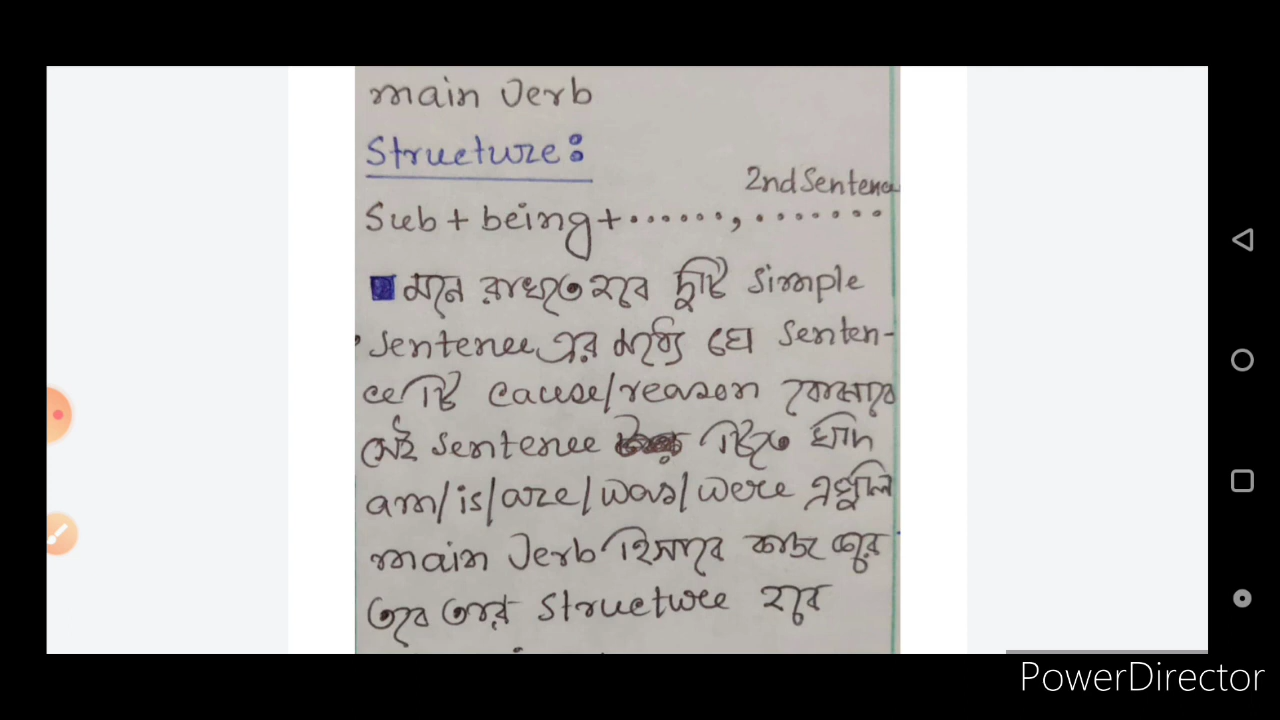 main verb
Structure:
2nd Sentence
Sub + being + ......, .......
মনে রাখতে হবে দুটি simple
sentence এর মধ্যে যে senten-
ce টি cause/reason বোঝাবে
সেই sentence টিতে যদি
am/is/are/was/were এগুলি
main verb হিসাবে কাজ করে
তবে তার structure হবে
PowerDirector